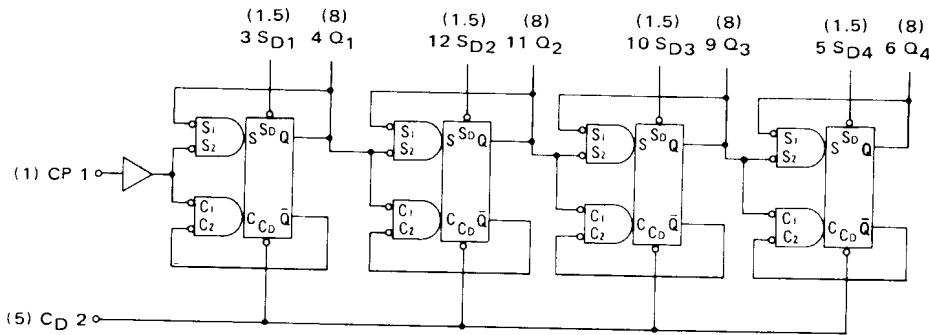 (1.5) (8) (1.5) (8) (1.5) (8) (1.5) (8)
3 SD1 4 Q1 12 SD2 11 Q2 10 SD3 9 Q3 5 SD4 6 Q4
S1 SD Q S1 SD Q S1 SD Q S1 SD Q
S2 S S2 S S2 S S2 S
(1) CP 1
C1 Q̄ C1 Q̄ C1 Q̄ C1 Q̄
C2 C CD C2 C CD C2 C CD C2 C CD
(5) CD 2